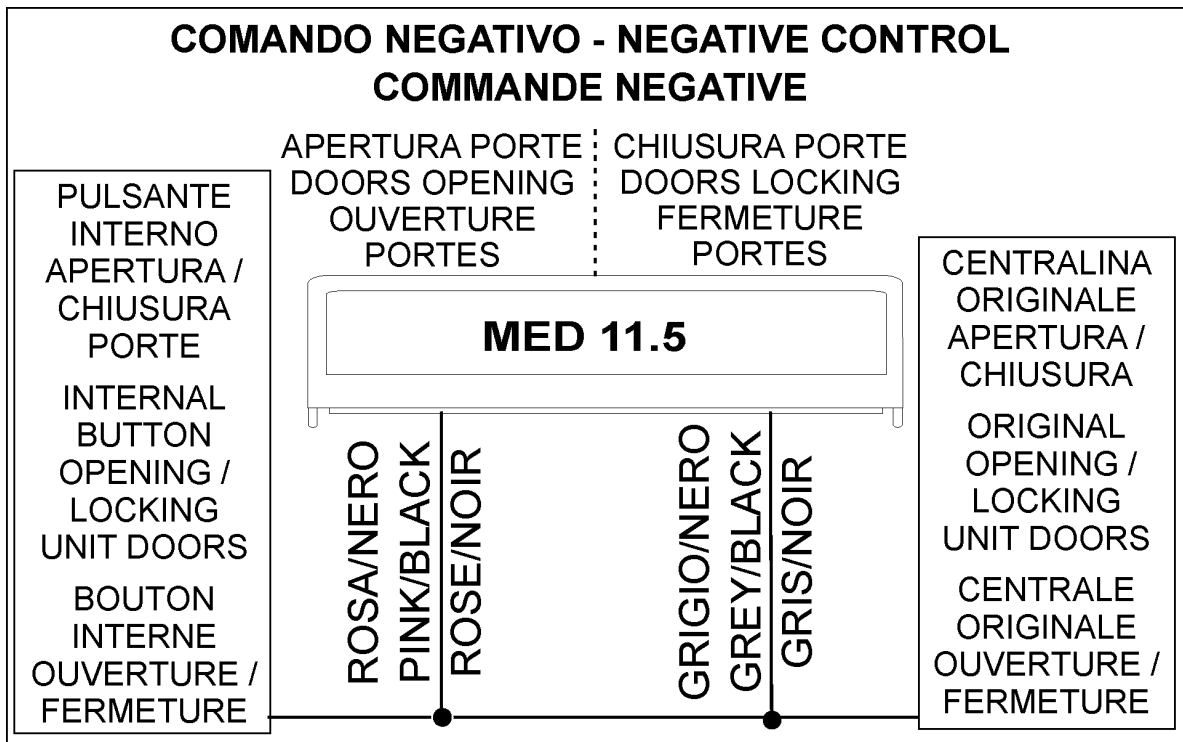 COMANDO NEGATIVO - NEGATIVE CONTROL
COMMANDE NEGATIVE
APERTURA PORTE
DOORS OPENING
OUVERTURE
PORTES
CHIUSURA PORTE
DOORS LOCKING
FERMETURE
PORTES
PULSANTE
INTERNO
APERTURA /
CHIUSURA
PORTE
INTERNAL
BUTTON
OPENING /
LOCKING
UNIT DOORS
BOUTON
INTERNE
OUVERTURE /
FERMETURE
MED 11.5
ROSA/NERO
PINK/BLACK
ROSE/NOIR
GRIGIO/NERO
GREY/BLACK
GRIS/NOIR
CENTRALINA
ORIGINALE
APERTURA /
CHIUSURA
ORIGINAL
OPENING /
LOCKING
UNIT DOORS
CENTRALE
ORIGINALE
OUVERTURE /
FERMETURE